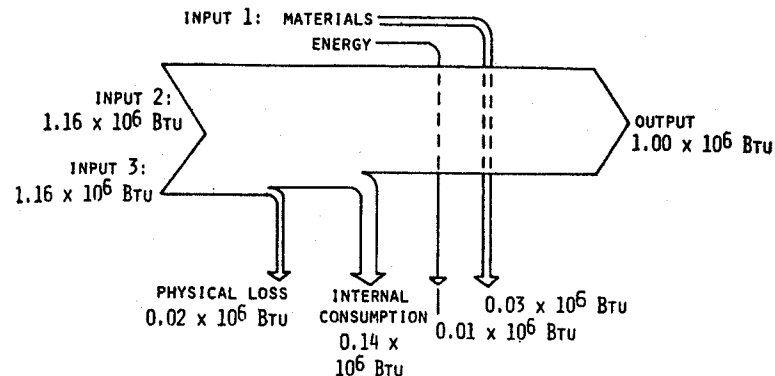 INPUT 1: MATERIALS
ENERGY
INPUT 2:
1.16 x 10⁶ BTU
INPUT 3:
1.16 x 10⁶ BTU
OUTPUT
1.00 x 10⁶ BTU
PHYSICAL LOSS
0.02 x 10⁶ BTU
INTERNAL
CONSUMPTION
0.14 x
10⁶ BTU
0.01 x 10⁶ BTU
0.03 x 10⁶ BTU